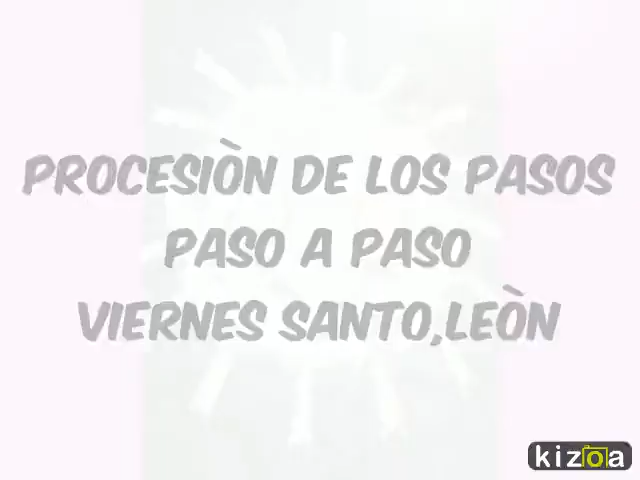 PROCESIÒN DE LOS PASOS
PASO A PASO
VIERNES SANTO,LEÒN
kizoa